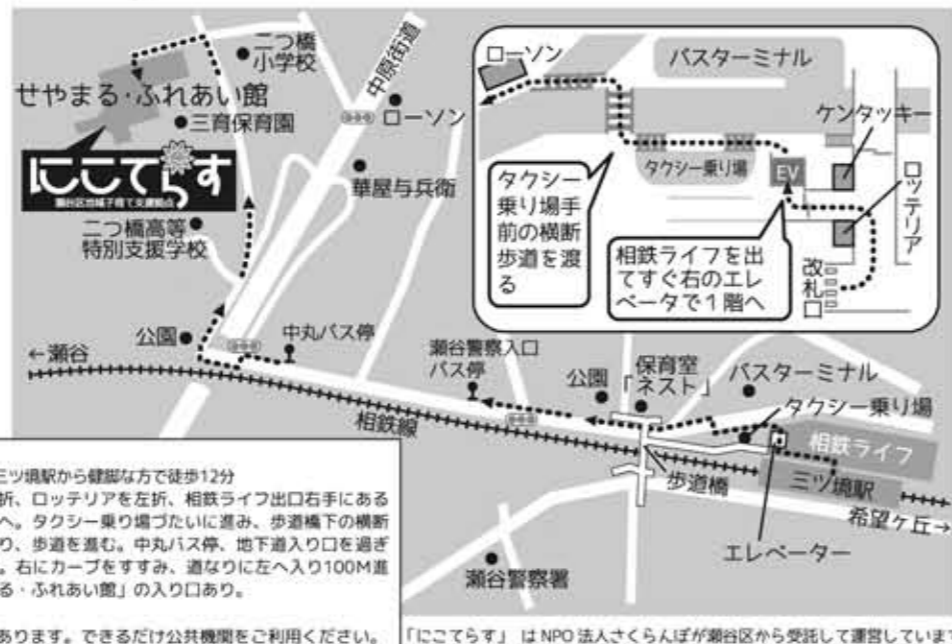 二つ橋
小学校
せやまる・ふれあい館
三育保育園
にこてらす
瀬谷区地域子育て支援拠点
二つ橋高等
特別支援学校
中原街道
ローソン
華屋与兵衛
公園
中丸バス停
←瀬谷
相鉄線
瀬谷警察入口
バス停
公園
保育室
「ネスト」
バスターミナル
タクシー乗り場
相鉄ライフ
三ツ境駅
希望ヶ丘→
歩道橋
エレベーター
瀬谷警察署
ローソン
バスターミナル
ケンタッキー
ロッテリア
タクシー乗り場
EV
改札口
タクシー
乗り場手
前の横断
歩道を渡
る
相鉄ライフを出
てすぐ右のエレ
ベータで1階へ
三ツ境駅から健脚な方で徒歩12分
折、ロッテリアを左折、相鉄ライフ出口右手にある
へ。タクシー乗り場づたいに進み、歩道橋下の横断
り、歩道を進む。中丸バス停、地下道入り口を過ぎ
。右にカーブをすすみ、道なりに左へ入り100M進
る・ふれあい館」の入り口あり。
あります。できるだけ公共機関をご利用ください。
「にこてらす」 は NPO 法人さくらんぼが瀬谷区から受託して運営していま